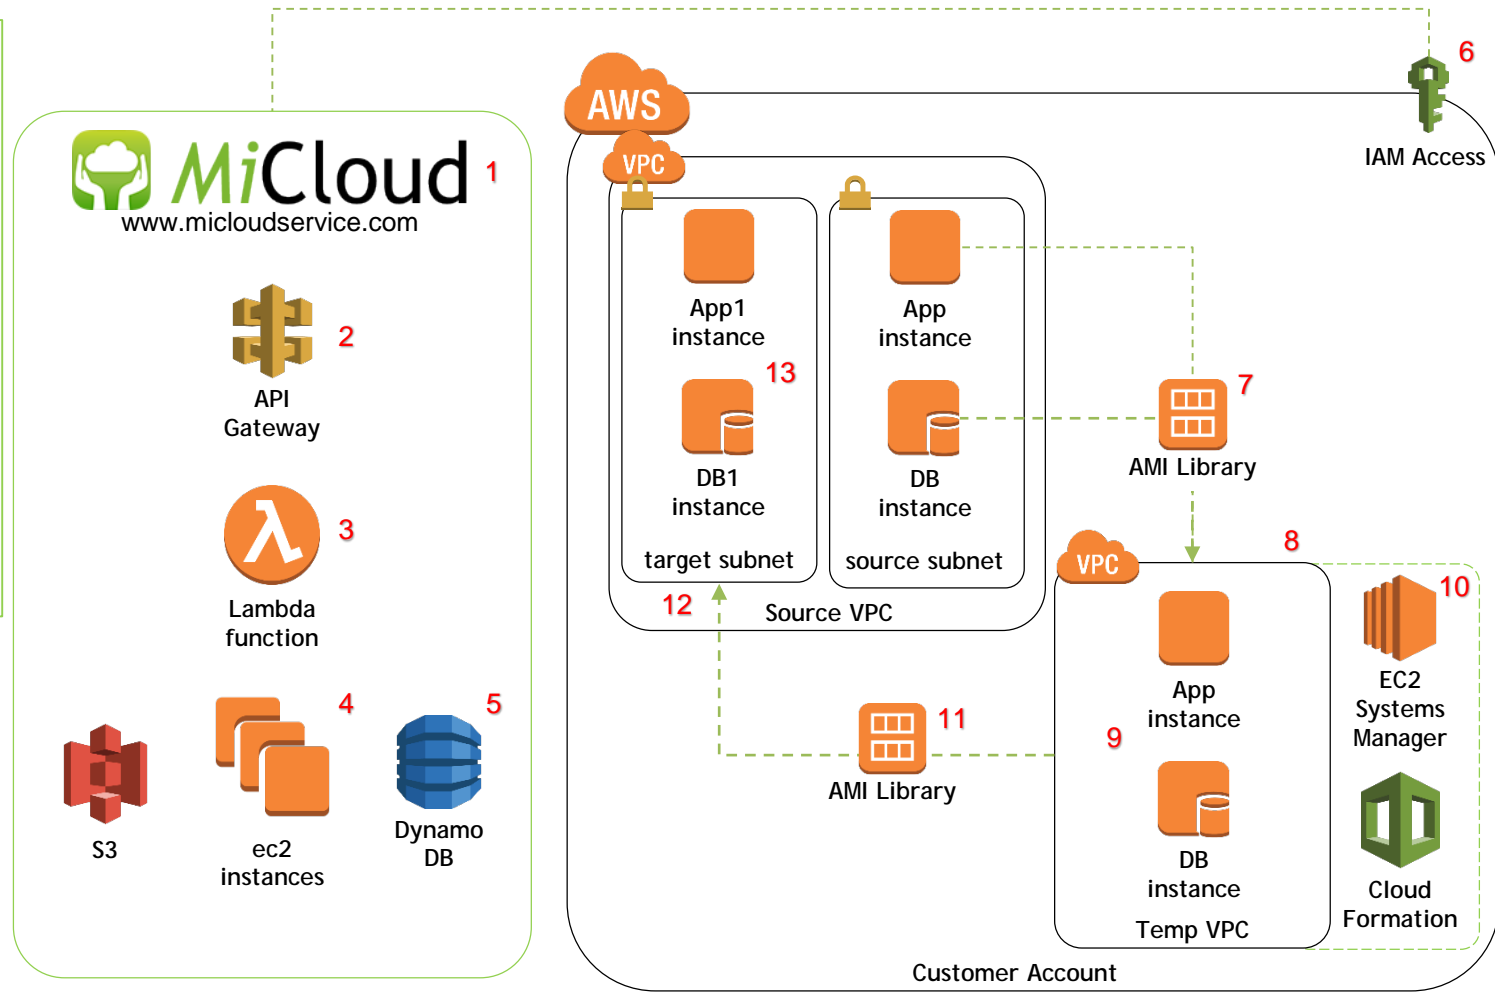 MiCloud 1
www.micloudservice.com
2
API
Gateway
3
Lambda
function
S3
4
ec2
instances
5
Dynamo
DB
6
IAM Access
AWS
VPC
App1
instance
13
DB1
instance
target subnet
App
instance
DB
instance
source subnet
Source VPC
7
AMI Library
8
VPC
App
instance
9
DB
instance
Temp VPC
10
EC2
Systems
Manager
Cloud
Formation
11
AMI Library
12
Customer Account